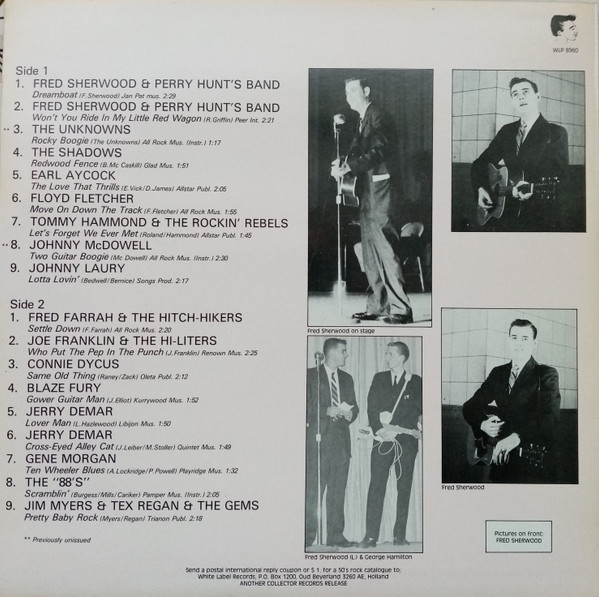 WLP 8960
Side 1
1. FRED SHERWOOD & PERRY HUNT'S BAND
Dreamboat (F. Sherwood) Jan Pat mus. 2:29
2. FRED SHERWOOD & PERRY HUNT'S BAND
Won't You Ride In My Little Red Wagon (R.Griffin) Peer Int. 2:21
** 3. THE UNKNOWNS
Rocky Boogie (The Unknowns) All Rock Mus. (Instr.) 1:17
4. THE SHADOWS
Redwood Fence (B.Mc Caskill) Glad Mus. 1:51
5. EARL AYCOCK
The Love That Thrills (E.Vick/D.James) Allstar Publ. 2:05
6. FLOYD FLETCHER
Move On Down The Track (F.Fletcher) All Rock Mus. 1:55
7. TOMMY HAMMOND & THE ROCKIN' REBELS
Let's Forget We Ever Met (Roland/Hammond) Allstar Publ. 1:45
** 8. JOHNNY McDOWELL
Two Guitar Boogie (Mc Dowell) All Rock Mus. (Instr.) 2:30
9. JOHNNY LAURY
Lotta Lovin' (Bedwell/Bernice) Songs Prod. 2:17
Side 2
1. FRED FARRAH & THE HITCH-HIKERS
Settle Down (F.Farrah) All Rock Mus. 2:20
2. JOE FRANKLIN & THE HI-LITERS
Who Put The Pep In The Punch (J.Franklin) Renown Mus. 2:25
3. CONNIE DYCUS
Same Old Thing (Raney/Zack) Oleta Publ. 2:12
4. BLAZE FURY
Gower Guitar Man (J.Elliot) Kurrywood Mus. 1:52
5. JERRY DEMAR
Lover Man (L.Hazlewood) Libijon Mus. 1:50
6. JERRY DEMAR
Cross-Eyed Alley Cat (J.Leiber/M.Stoller) Quintet Mus. 1:49
7. GENE MORGAN
Ten Wheeler Blues (A.Lockridge/P.Powell) Playridge Mus. 1:32
8. THE "88'S"
Scramblin' (Burgess/Mills/Canker) Pamper Mus. (Instr.) 2:05
9. JIM MYERS & TEX REGAN & THE GEMS
Pretty Baby Rock (Myers/Regan) Trianon Publ. 2:18
** Previously unissued
Fred Sherwood on stage
Fred Sherwood (L) & George Hamilton
Fred Sherwood
Pictures on front:
FRED SHERWOOD
Send a postal international reply coupon or $ 1, for a 50's rock catalogue to:
White Label Records, P.O. Box 1200, Oud Beyerland 3260 AE, Holland
ANOTHER COLLECTOR RECORDS RELEASE